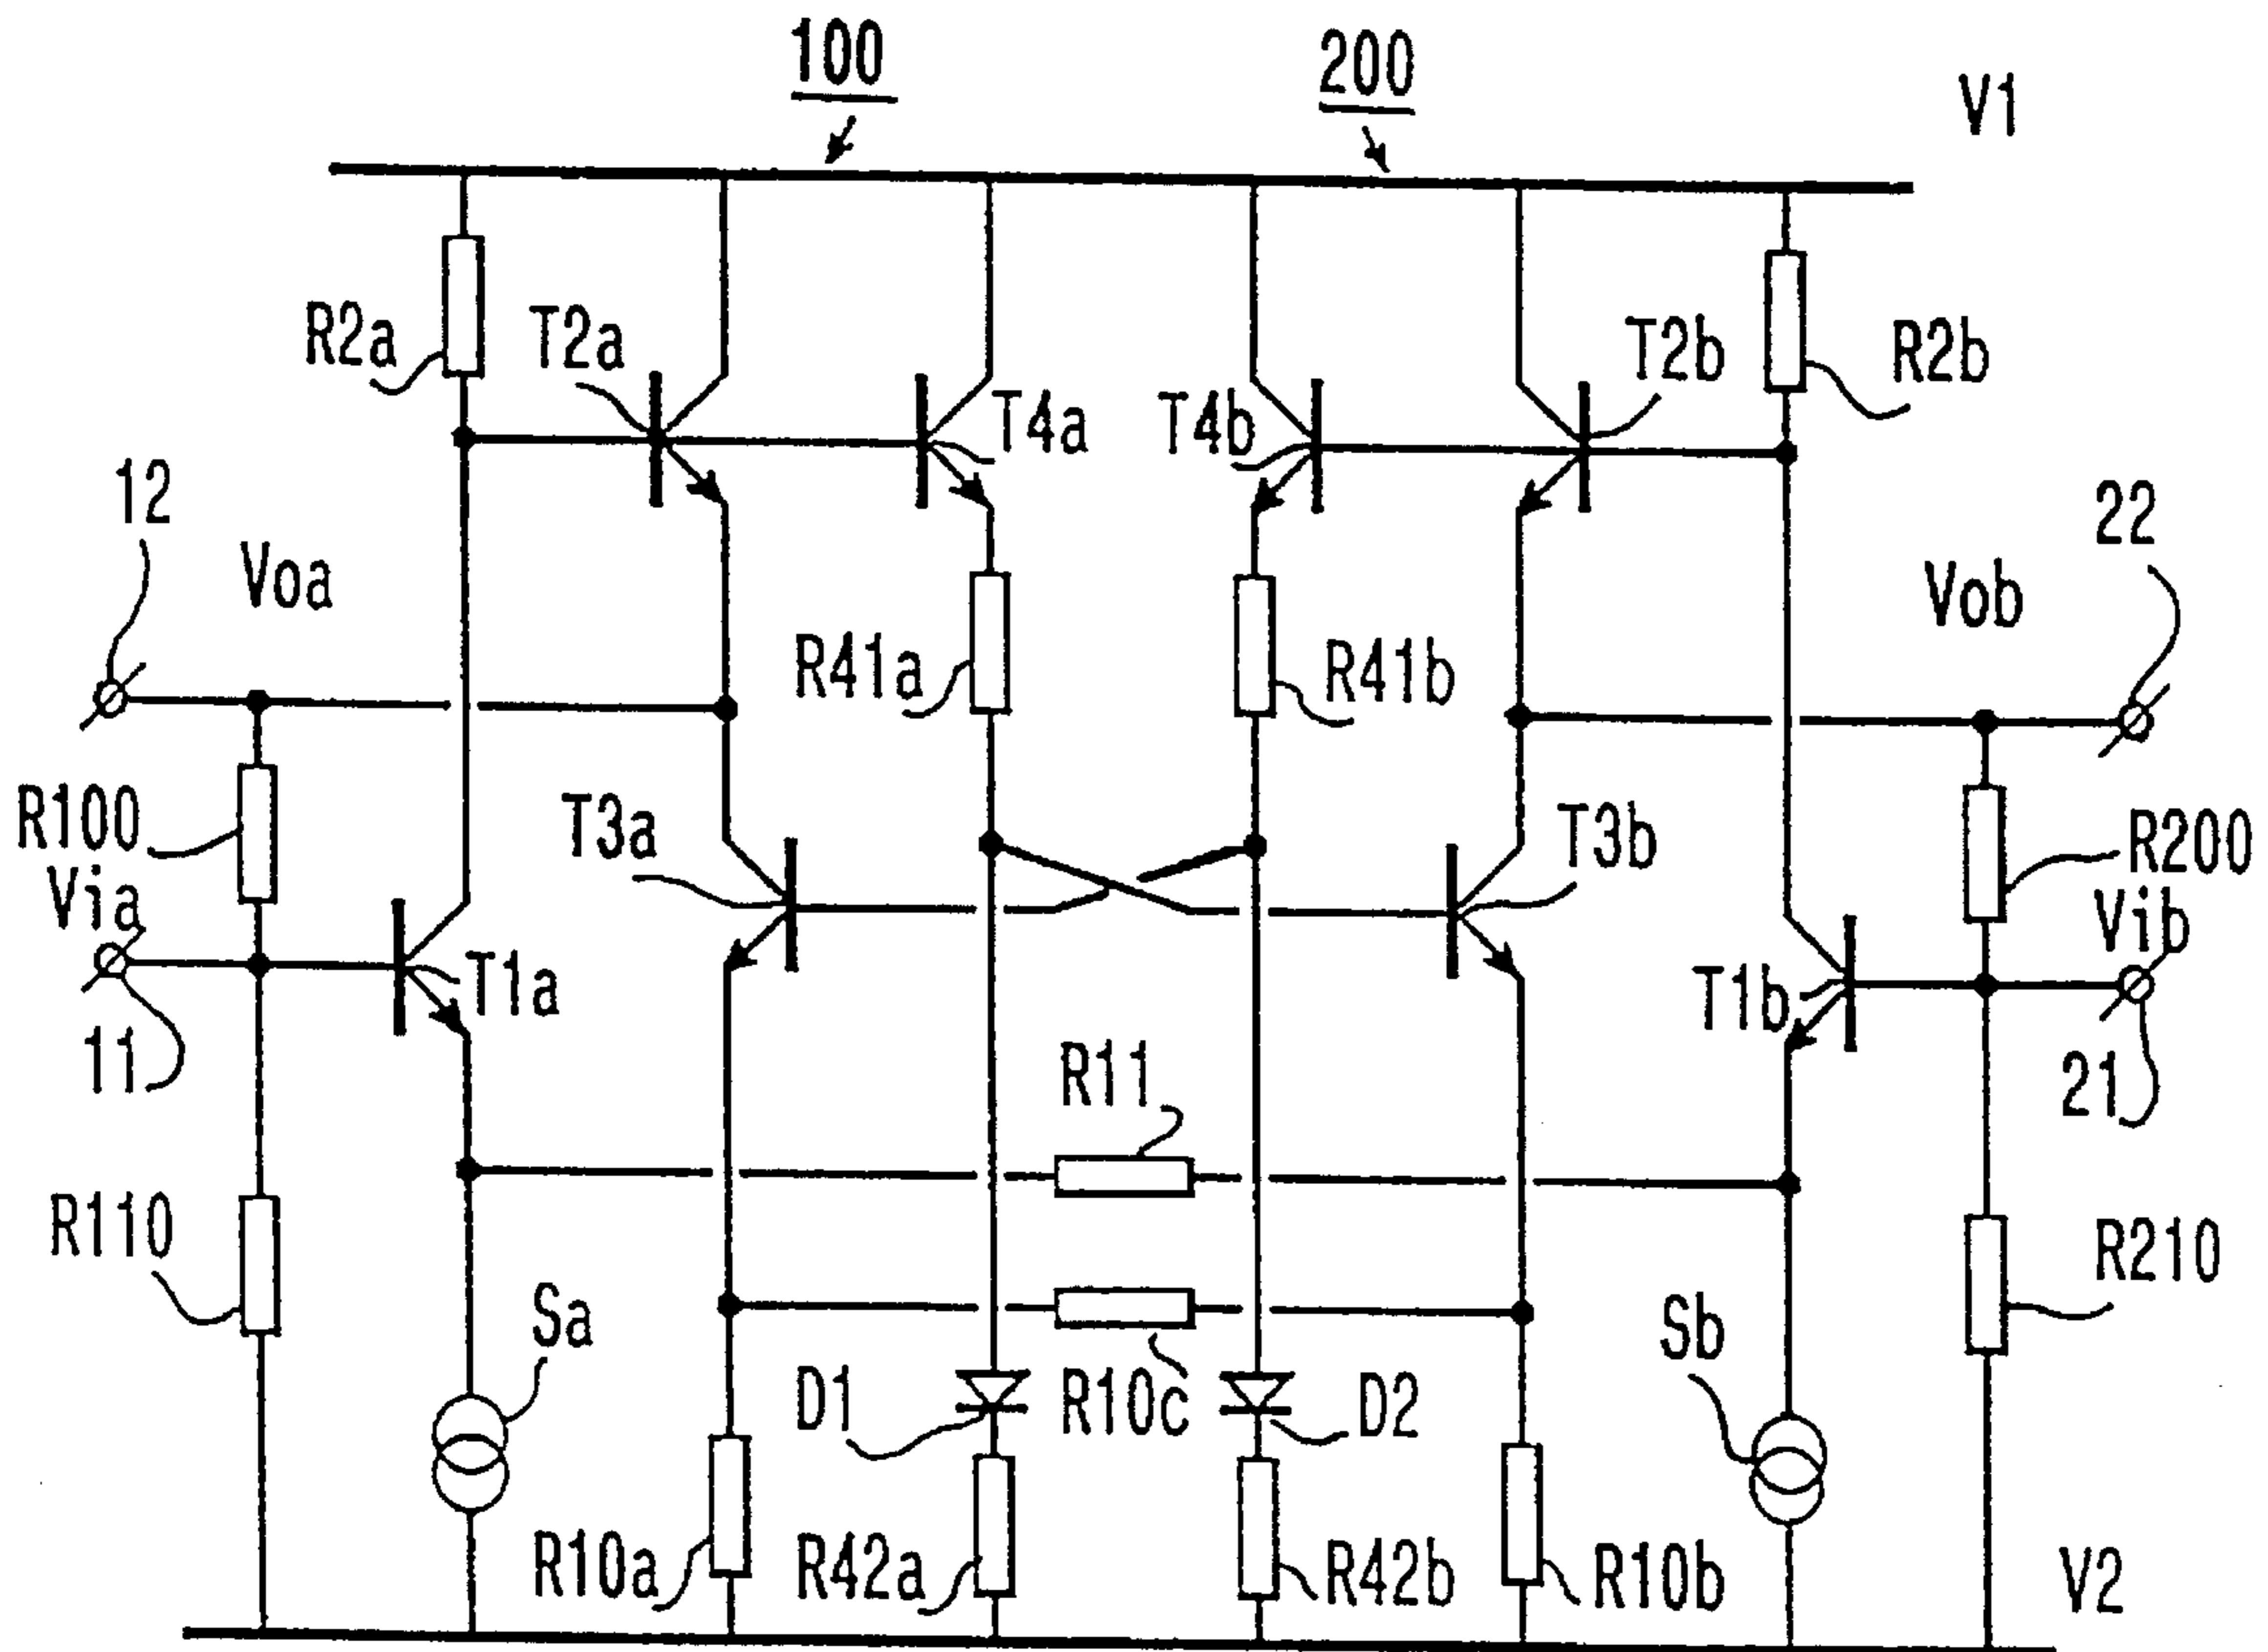 100
200
V1
R2a
T2a
T4a
T4b
T2b
R2b
12
Voa
22
Vob
R41a
R41b
R100
T3a
T3b
R200
Via
Vib
T1a
T1b
11
R11
21
R110
R210
Sa
Sb
D1
R10c
D2
R10a
R42a
R42b
R10b
V2